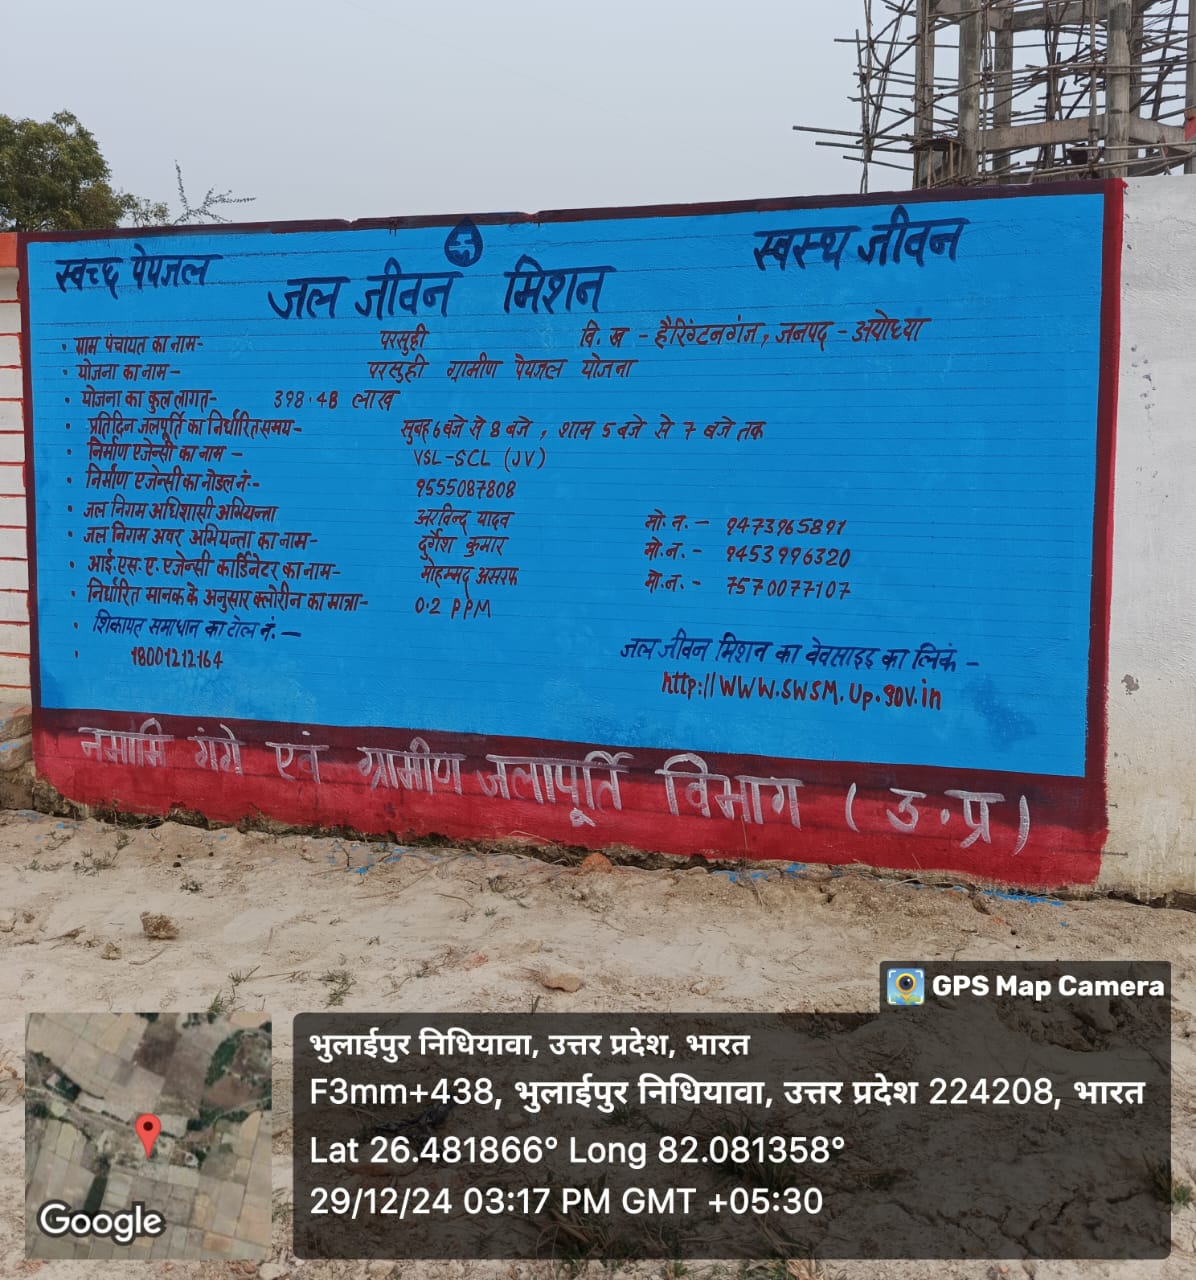 स्वच्छ पेयजल
स्वस्थ जीवन
जल जीवन मिशन
• ग्राम पंचायत का नाम- परसुही वि. ख - हैरिंग्टनगंज, जनपद - अयोध्या
• योजना का नाम - परसुही ग्रामीण पेयजल योजना
• योजना का कुल लागत- 398.48 लाख
• प्रतिदिन जलपूर्ति का निर्धारित समय- सुबह 6 बजे से 8 बजे , शाम 5 बजे से 7 बजे तक
• निर्माण एजेन्सी का नाम - VSL-SCL (JV)
• निर्माण एजेन्सी का नोडल नं:- 9555087808
• जल निगम अधिशासी अभियन्ता अरविन्द यादव मो. न. - 9473965891
• जल निगम अवर अभियन्ता का नाम- दुर्गेश कुमार मो.न. - 9453996320
• आई.एस.ए. एजेन्सी कार्डिनेटर का नाम- मोहम्मद असरफ मो.न. - 7570077107
• निर्धारित मानक के अनुसार क्लोरीन का मात्रा- 0.2 PPM
• शिकायत समाधान का टोल नं. -
• 18001212164
जल जीवन मिशन का वेवसाइट का लिंक -
http://WWW.SWSM.Up.gov.in
नमामि गंगे एवं ग्रामीण जलापूर्ति विभाग ( उ.प्र )
GPS Map Camera
भुलाईपुर निधियावा, उत्तर प्रदेश, भारत
F3mm+438, भुलाईपुर निधियावा, उत्तर प्रदेश 224208, भारत
Lat 26.481866° Long 82.081358°
29/12/24 03:17 PM GMT +05:30
Google